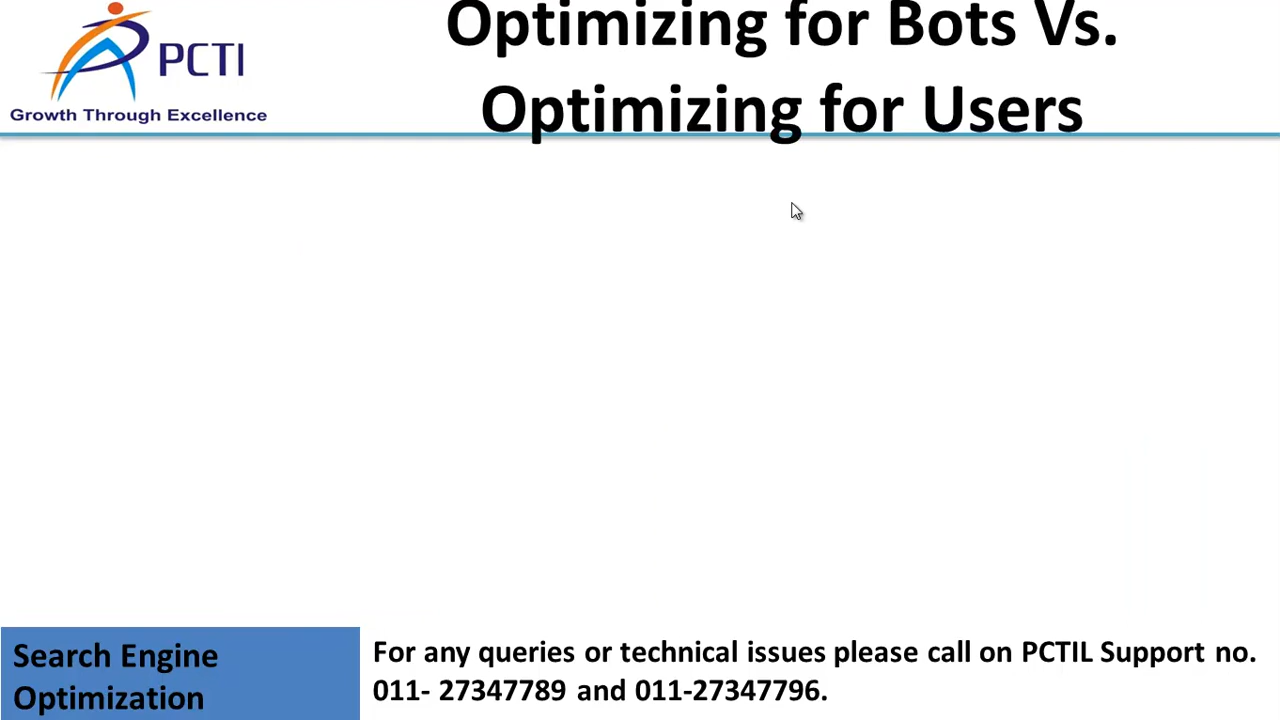 Optimizing for Bots Vs.
Optimizing for Users
PCTI
Growth Through Excellence
Search Engine
Optimization
For any queries or technical issues please call on PCTIL Support no.
011- 27347789 and 011-27347796.